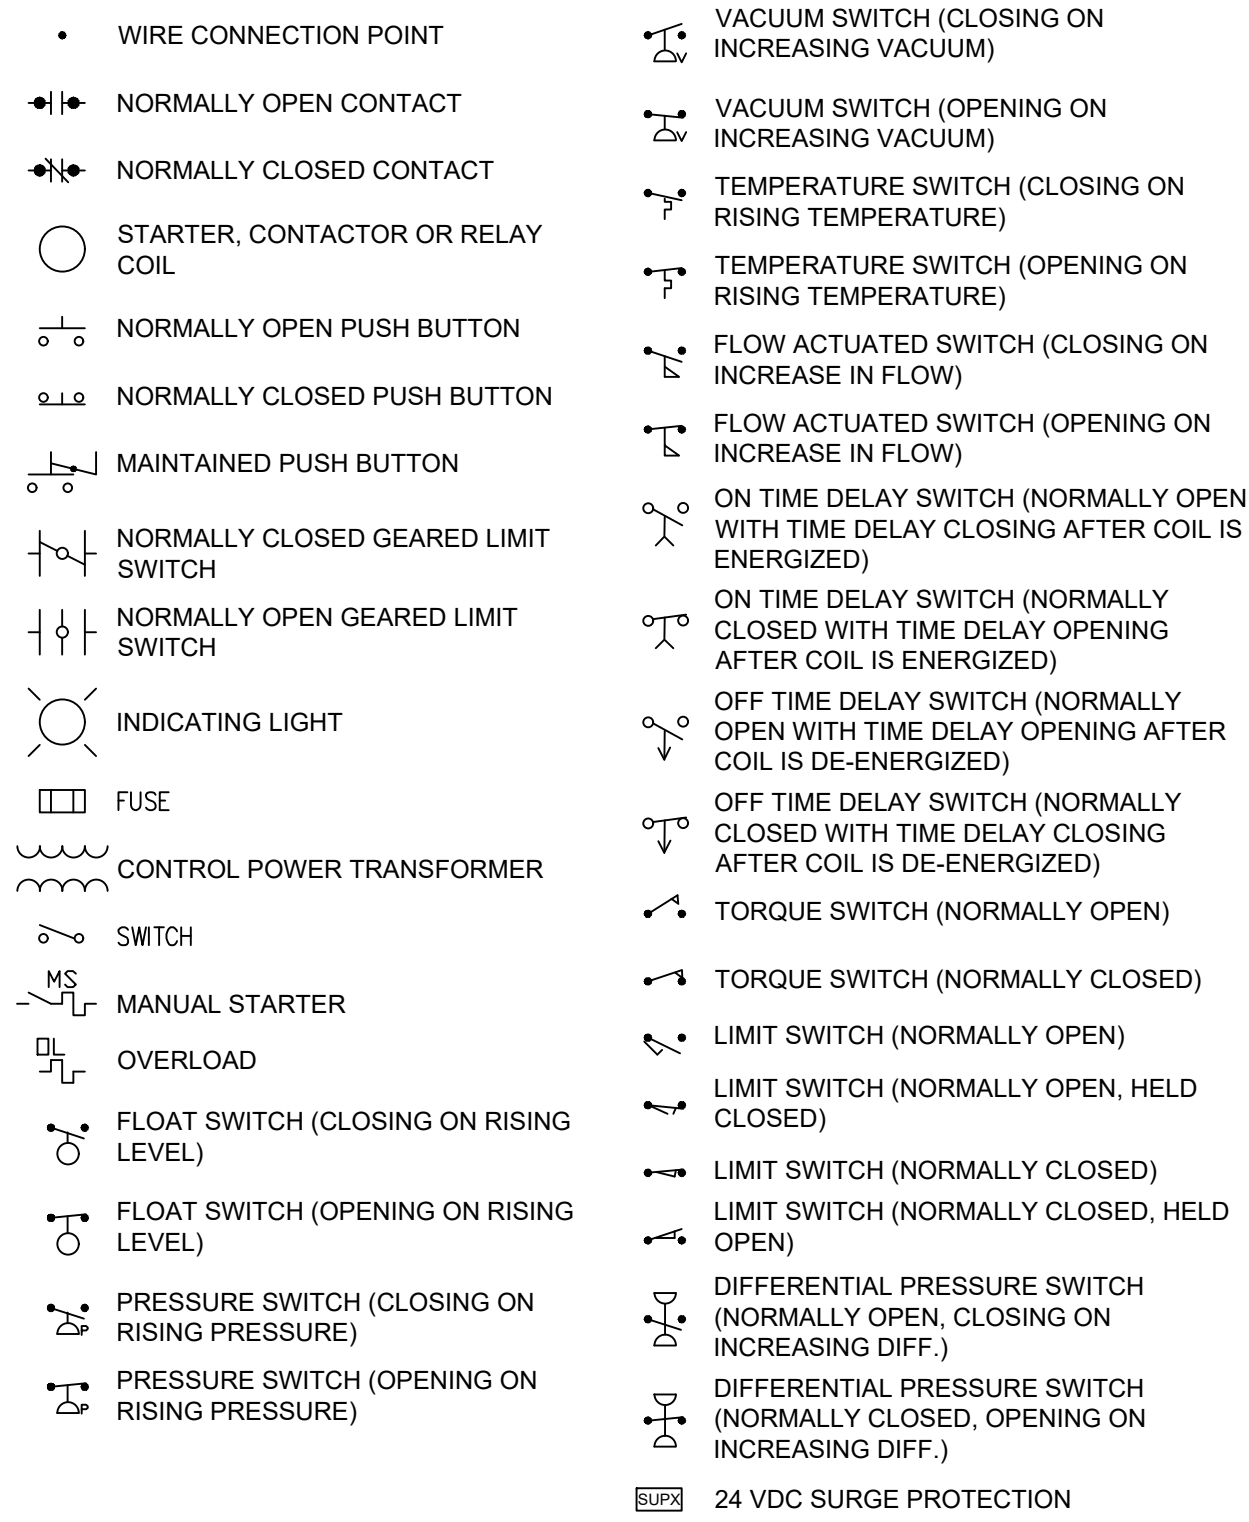 WIRE CONNECTION POINT
NORMALLY OPEN CONTACT
NORMALLY CLOSED CONTACT
STARTER, CONTACTOR OR RELAY
COIL
NORMALLY OPEN PUSH BUTTON
NORMALLY CLOSED PUSH BUTTON
MAINTAINED PUSH BUTTON
NORMALLY CLOSED GEARED LIMIT
SWITCH
NORMALLY OPEN GEARED LIMIT
SWITCH
INDICATING LIGHT
FUSE
CONTROL POWER TRANSFORMER
SWITCH
MS
MANUAL STARTER
OL
OVERLOAD
FLOAT SWITCH (CLOSING ON RISING
LEVEL)
FLOAT SWITCH (OPENING ON RISING
LEVEL)
PRESSURE SWITCH (CLOSING ON
RISING PRESSURE)
P
PRESSURE SWITCH (OPENING ON
RISING PRESSURE)
P
VACUUM SWITCH (CLOSING ON
INCREASING VACUUM)
V
VACUUM SWITCH (OPENING ON
INCREASING VACUUM)
V
TEMPERATURE SWITCH (CLOSING ON
RISING TEMPERATURE)
TEMPERATURE SWITCH (OPENING ON
RISING TEMPERATURE)
FLOW ACTUATED SWITCH (CLOSING ON
INCREASE IN FLOW)
FLOW ACTUATED SWITCH (OPENING ON
INCREASE IN FLOW)
ON TIME DELAY SWITCH (NORMALLY OPEN
WITH TIME DELAY CLOSING AFTER COIL IS
ENERGIZED)
ON TIME DELAY SWITCH (NORMALLY
CLOSED WITH TIME DELAY OPENING
AFTER COIL IS ENERGIZED)
OFF TIME DELAY SWITCH (NORMALLY
OPEN WITH TIME DELAY OPENING AFTER
COIL IS DE-ENERGIZED)
OFF TIME DELAY SWITCH (NORMALLY
CLOSED WITH TIME DELAY CLOSING
AFTER COIL IS DE-ENERGIZED)
TORQUE SWITCH (NORMALLY OPEN)
TORQUE SWITCH (NORMALLY CLOSED)
LIMIT SWITCH (NORMALLY OPEN)
LIMIT SWITCH (NORMALLY OPEN, HELD
CLOSED)
LIMIT SWITCH (NORMALLY CLOSED)
LIMIT SWITCH (NORMALLY CLOSED, HELD
OPEN)
DIFFERENTIAL PRESSURE SWITCH
(NORMALLY OPEN, CLOSING ON
INCREASING DIFF.)
DIFFERENTIAL PRESSURE SWITCH
(NORMALLY CLOSED, OPENING ON
INCREASING DIFF.)
SUPX
24 VDC SURGE PROTECTION